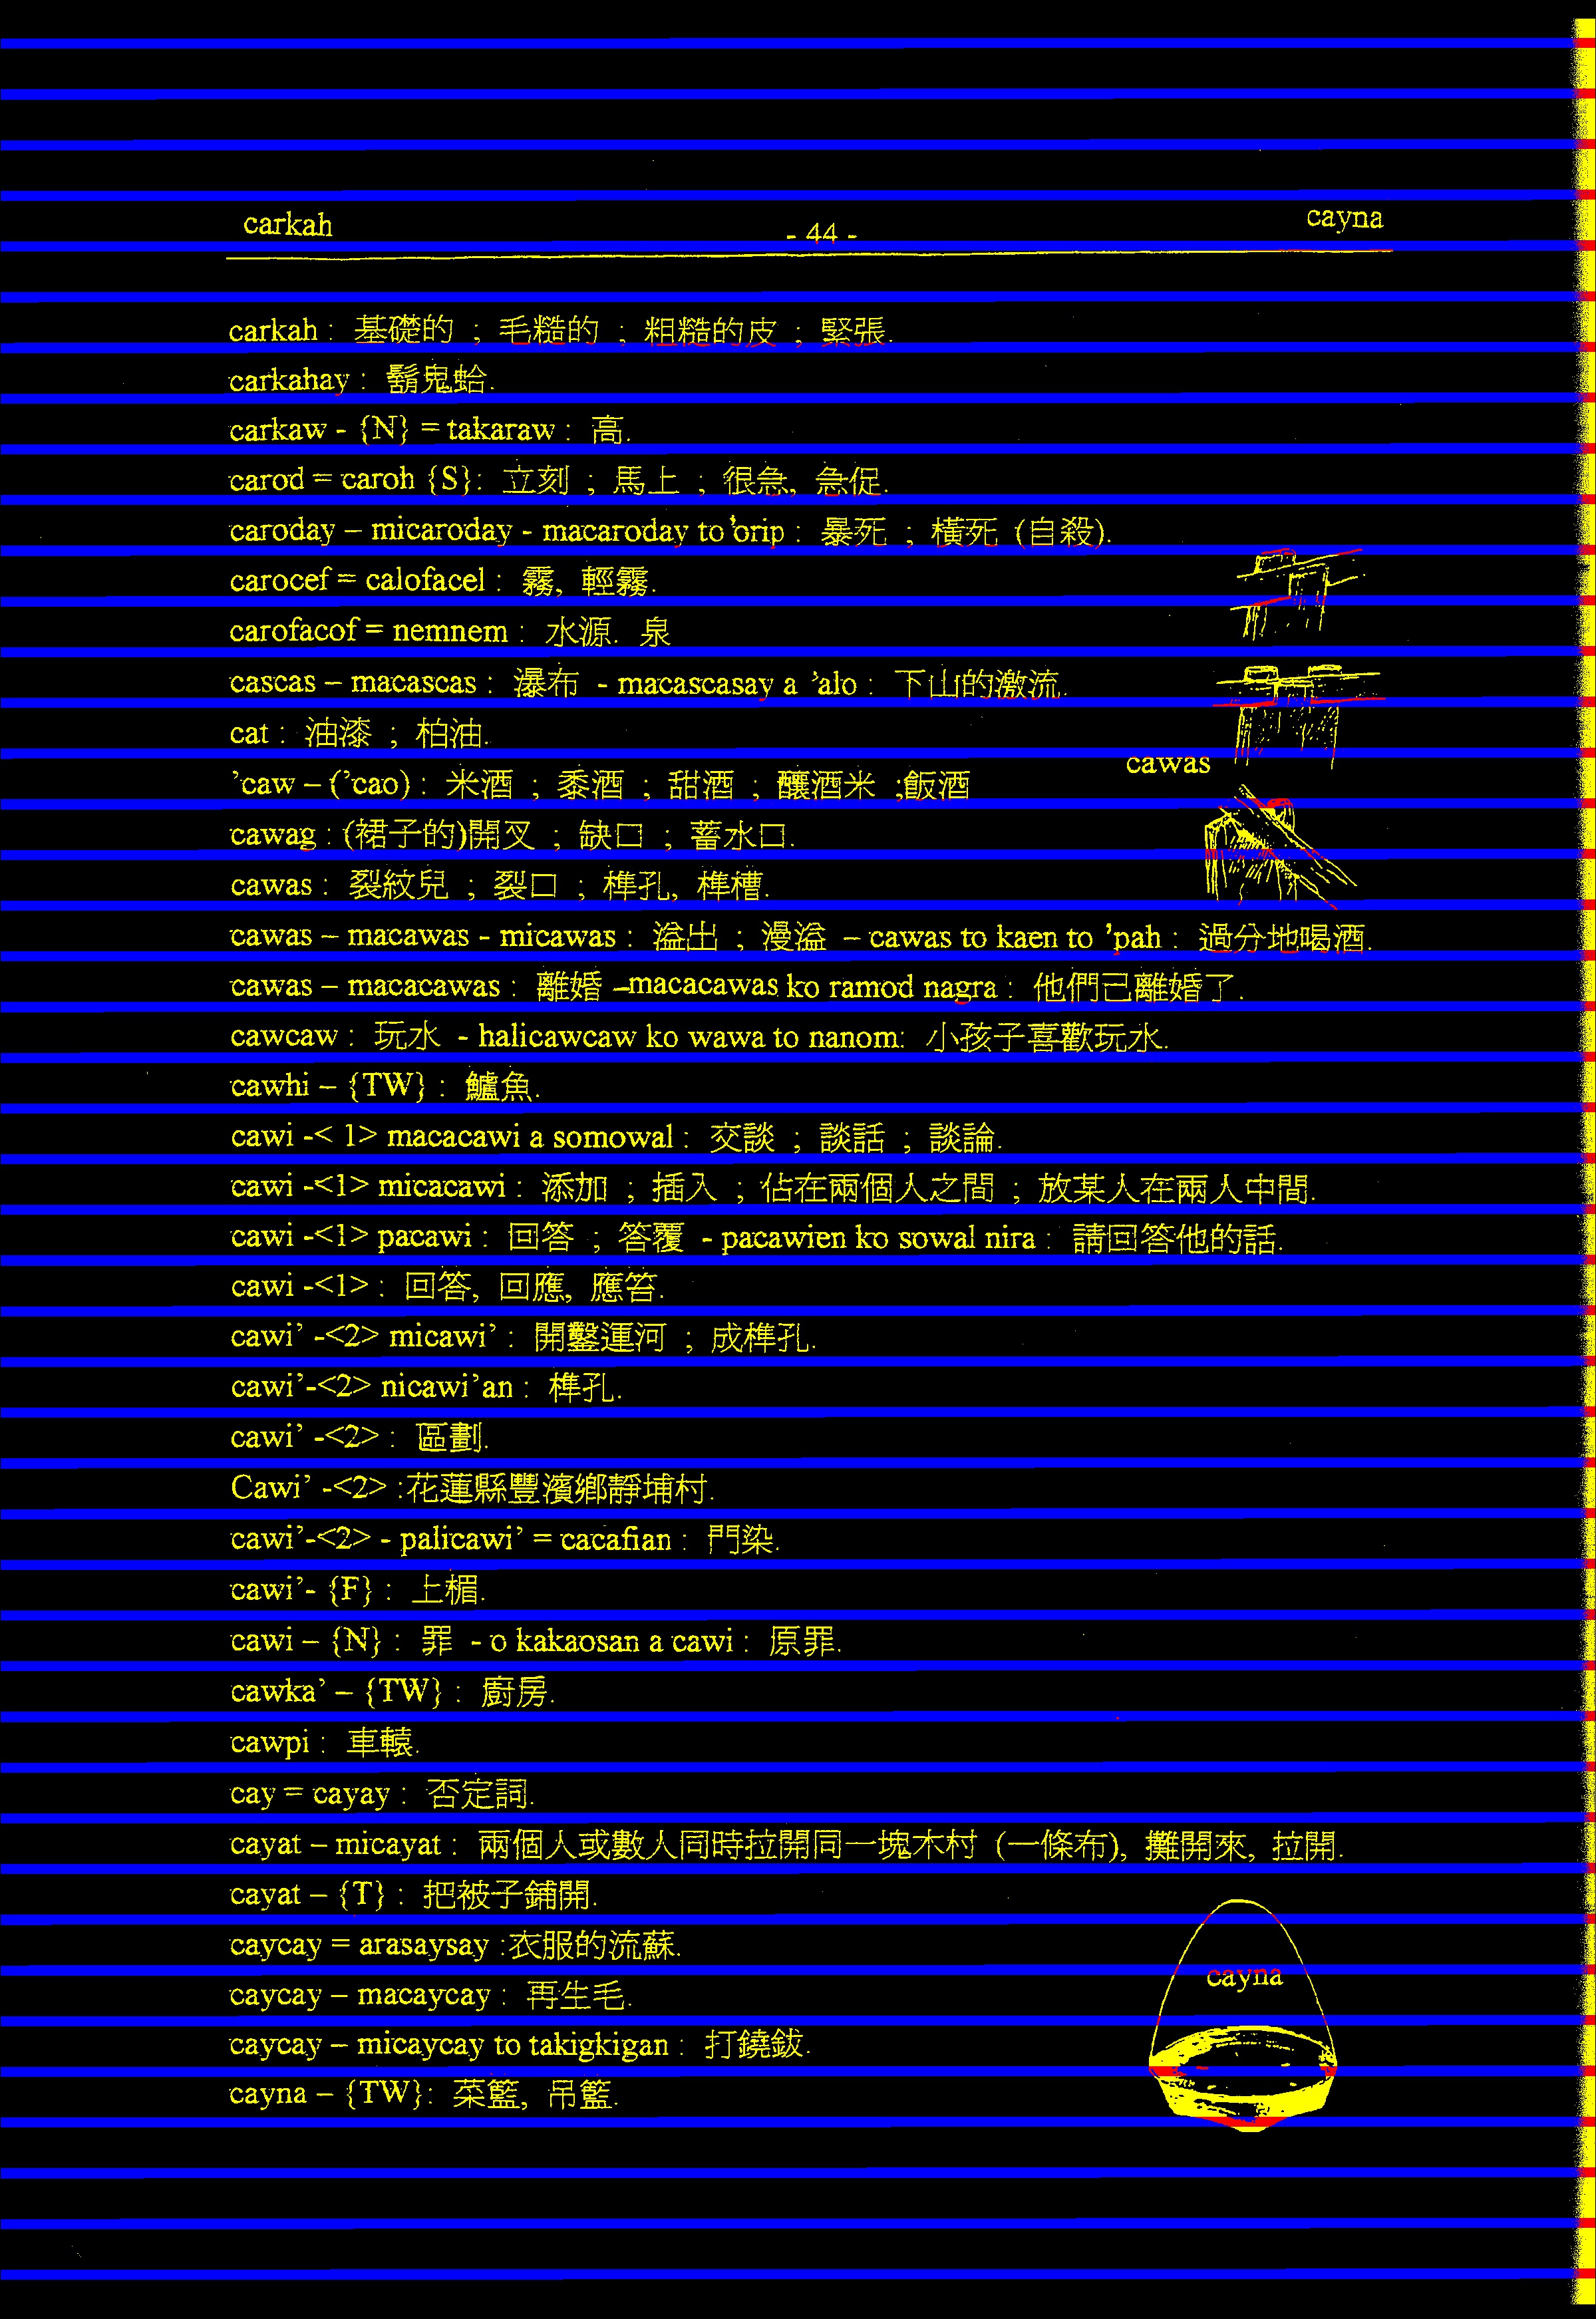 carkah
- 44 -
cayna
carkah : 基礎的 ; 毛糙的 ; 粗糙的皮 ; 緊張.
carkahay : 鬍鬼蛤.
carkaw - {N} = takaraw : 高.
carod = caroh {S}: 立刻 ; 馬上 ; 很急, 急促.
caroday – micaroday - macaroday to 'orip : 暴死 ; 橫死 (自殺).
carocef = calofacel : 霧, 輕霧.
carofacof = nemnem : 水源. 泉
cascas – macascas : 瀑布 - macascasay a 'alo : 下山的激流.
cat : 油漆 ; 柏油.
cawas
'caw – ('cao) : 米酒 ; 黍酒 ; 甜酒 ; 釀酒米 ;飯酒
cawag : (裙子的)開叉 ; 缺口 ; 蓄水口.
cawas : 裂紋兒 ; 裂口 ; 榫孔, 榫槽.
cawas – macawas - micawas : 溢出 ; 漫溢 – cawas to kaen to 'pah : 過分地喝酒.
cawas – macacawas : 離婚 –macacawas ko ramod nagra : 他們已離婚了.
cawcaw : 玩水 - halicawcaw ko wawa to nanom: 小孩子喜歡玩水.
cawhi – {TW} : 鱸魚.
cawi -< 1> macacawi a somowal : 交談 ; 談話 ; 談論.
cawi -<1> micacawi : 添加 ; 插入 ; 佔在兩個人之間 ; 放某人在兩人中間.
cawi -<1> pacawi : 回答 ; 答覆 - pacawien ko sowal nira : 請回答他的話.
cawi -<1> : 回答, 回應, 應答.
cawi' -<2> micawi' : 開鑿運河 ; 成榫孔.
cawi'-<2> nicawi'an : 榫孔.
cawi' -<2> : 區劃.
Cawi' -<2> :花蓮縣豐濱鄉靜埔村.
cawi'-<2> - palicawi' = cacafian : 門染.
cawi'- {F} : 上楣.
cawi – {N} : 罪 - o kakaosan a cawi : 原罪.
cawka' – {TW} : 廚房.
cawpi : 車轅.
cay = cayay : 否定詞.
cayat – micayat : 兩個人或數人同時拉開同一塊木村 (一條布), 攤開來, 拉開.
cayat – {T} : 把被子鋪開.
caycay = arasaysay :衣服的流蘇.
cayna
caycay – macaycay : 再生毛.
caycay – micaycay to takigkigan : 打鐃鈸.
cayna – {TW}: 菜籃, 吊籃.